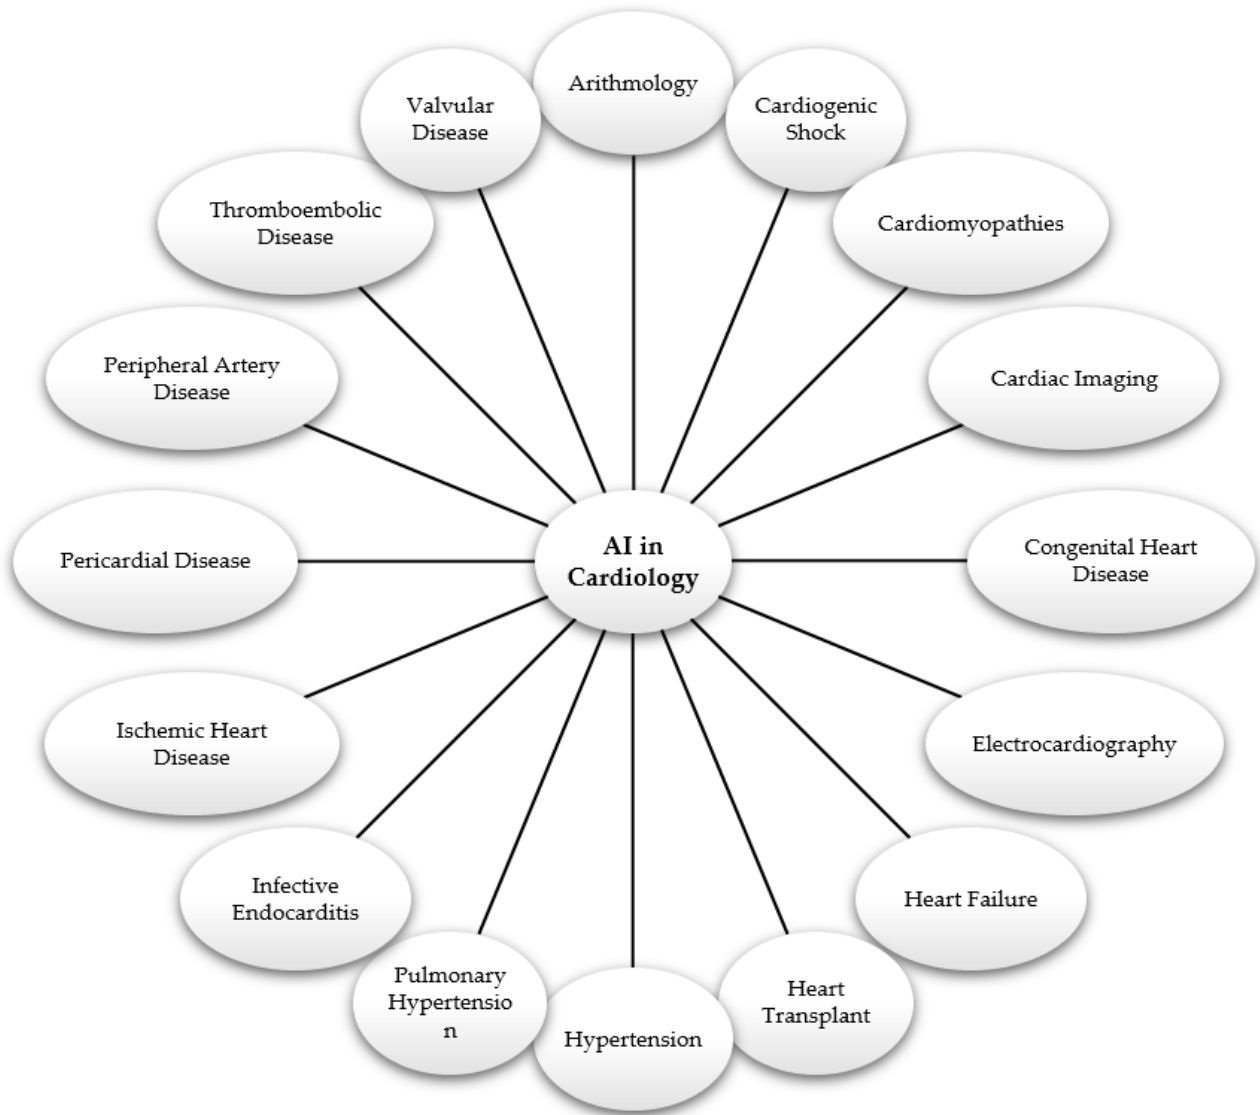 Arithmology
Cardiogenic
Shock
Cardiomyopathies
Cardiac Imaging
Congenital Heart
Disease
Electrocardiography
Heart Failure
Heart
Transplant
Hypertension
Pulmonary
Hypertensio
n
Infective
Endocarditis
Ischemic Heart
Disease
Pericardial Disease
Peripheral Artery
Disease
Thromboembolic
Disease
Valvular
Disease
AI in
Cardiology